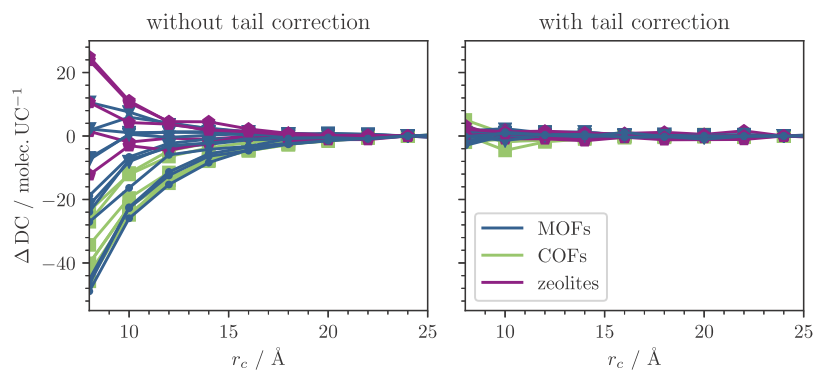 without tail correction
with tail correction
Δ DC / molec. UC⁻¹
20
0
−20
−40
10
15
20
25
r_c / Å
MOFs
COFs
zeolites
10
15
20
25
r_c / Å